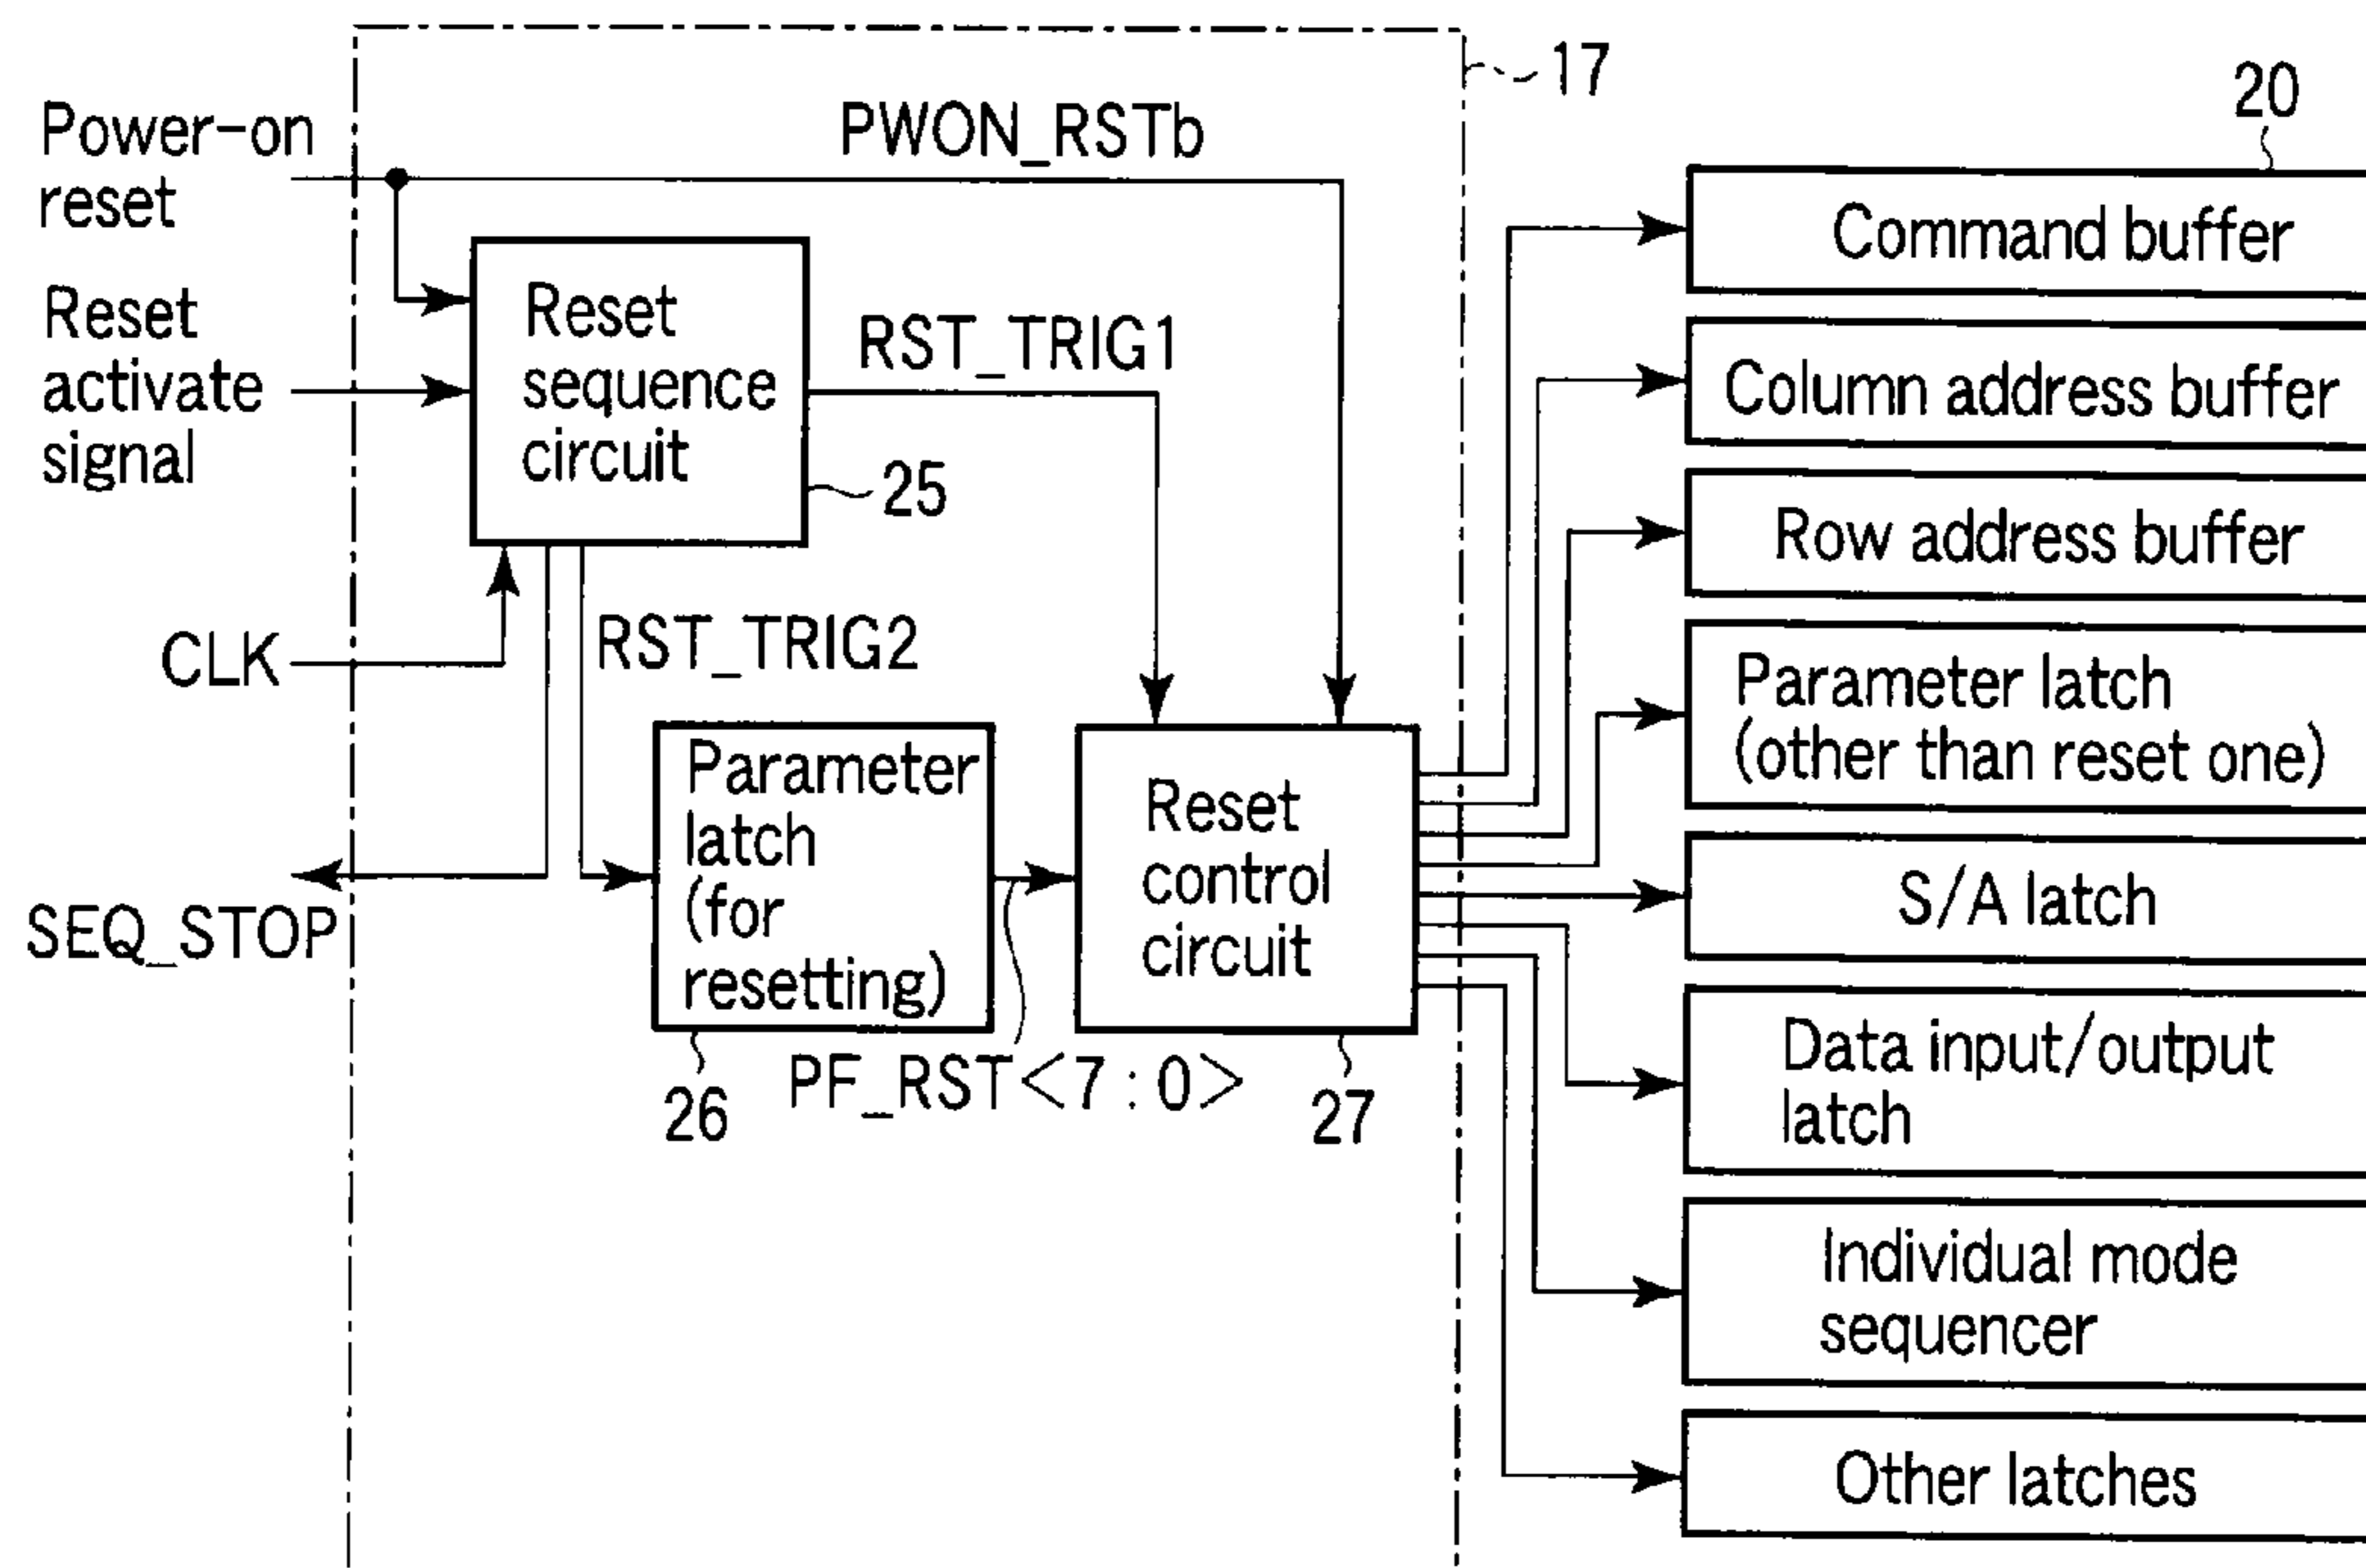 17
20
Power-on
reset
PWON_RSTb
Command buffer
Reset
activate
signal
Reset
sequence
circuit
RST_TRIG1
25
Column address buffer
Row address buffer
CLK
RST_TRIG2
Parameter latch
(other than reset one)
SEQ_STOP
Parameter
latch
(for
resetting)
26
PF_RST<7:0>
Reset
control
circuit
27
S/A latch
Data input/output
latch
Individual mode
sequencer
Other latches